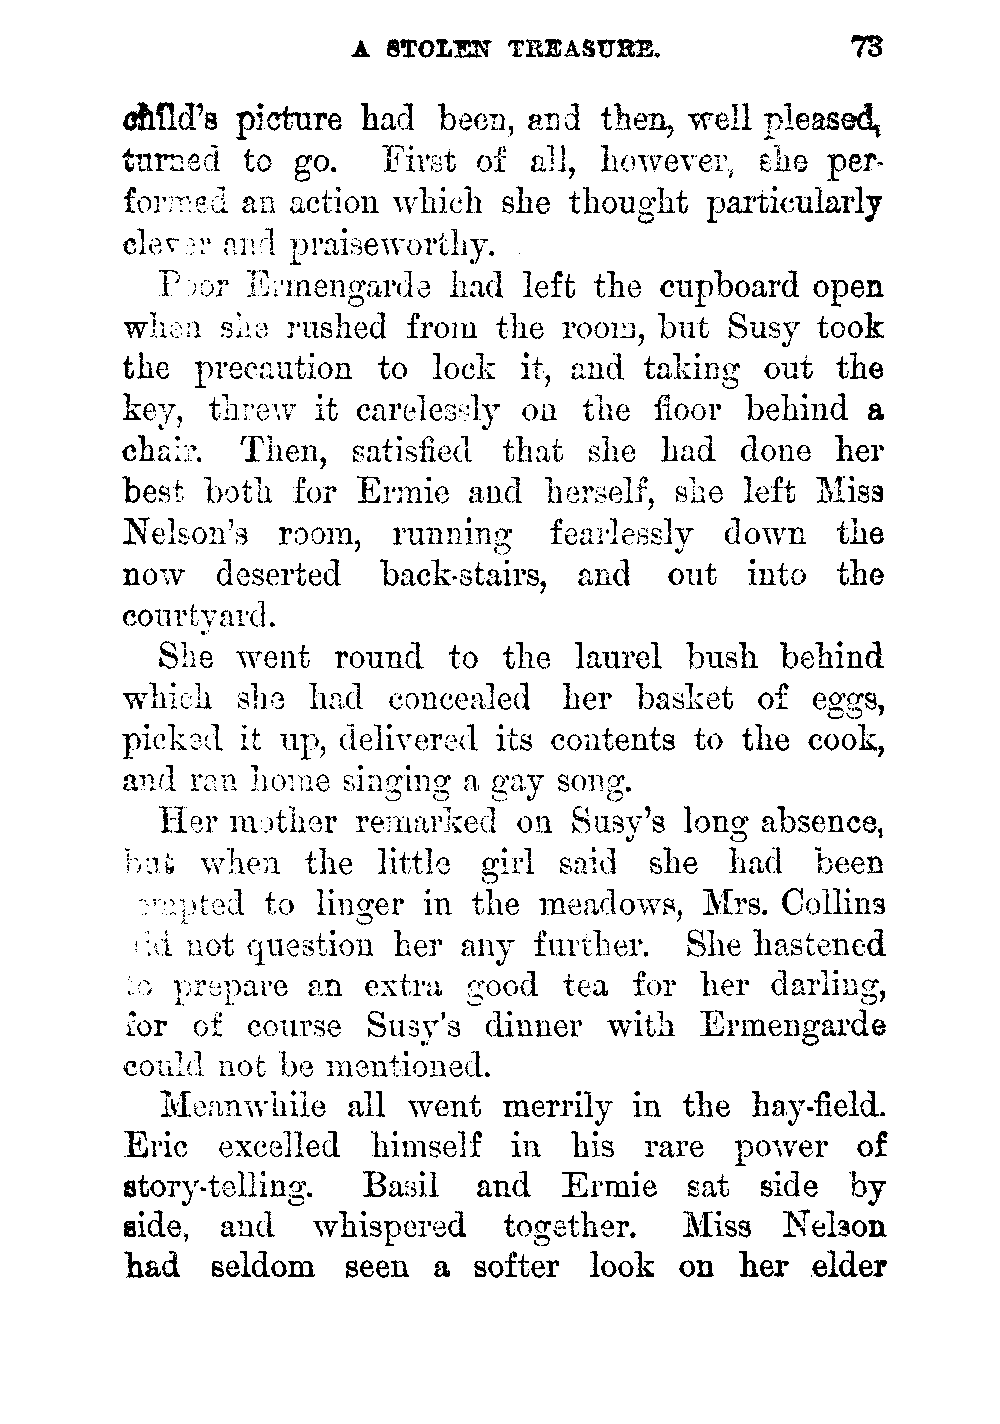 A STOLEN TREASURE. 73
child's picture had been, and then, well pleased,
turned to go. First of all, however, she per-
formed an action which she thought particularly
clever and praiseworthy.
Poor Ermengarde had left the cupboard open
when she rushed from the room, but Susy took
the precaution to lock it, and taking out the
key, threw it carelessly on the floor behind a
chair. Then, satisfied that she had done her
best both for Ermie and herself, she left Miss
Nelson's room, running fearlessly down the
now deserted back-stairs, and out into the
courtyard.
She went round to the laurel bush behind
which she had concealed her basket of eggs,
picked it up, delivered its contents to the cook,
and ran home singing a gay song.
Her mother remarked on Susy's long absence,
but when the little girl said she had been
to linger in the meadows, Mrs. Collins
did not question her any further. She hastened
to prepare an extra good tea for her darling,
for of course Susy's dinner with Ermengarde
could not be mentioned.
Meanwhile all went merrily in the hay-field.
Eric excelled himself in his rare power of
story-telling. Basil and Ermie sat side by
side, and whispered together. Miss Nelson
had seldom seen a softer look on her elder